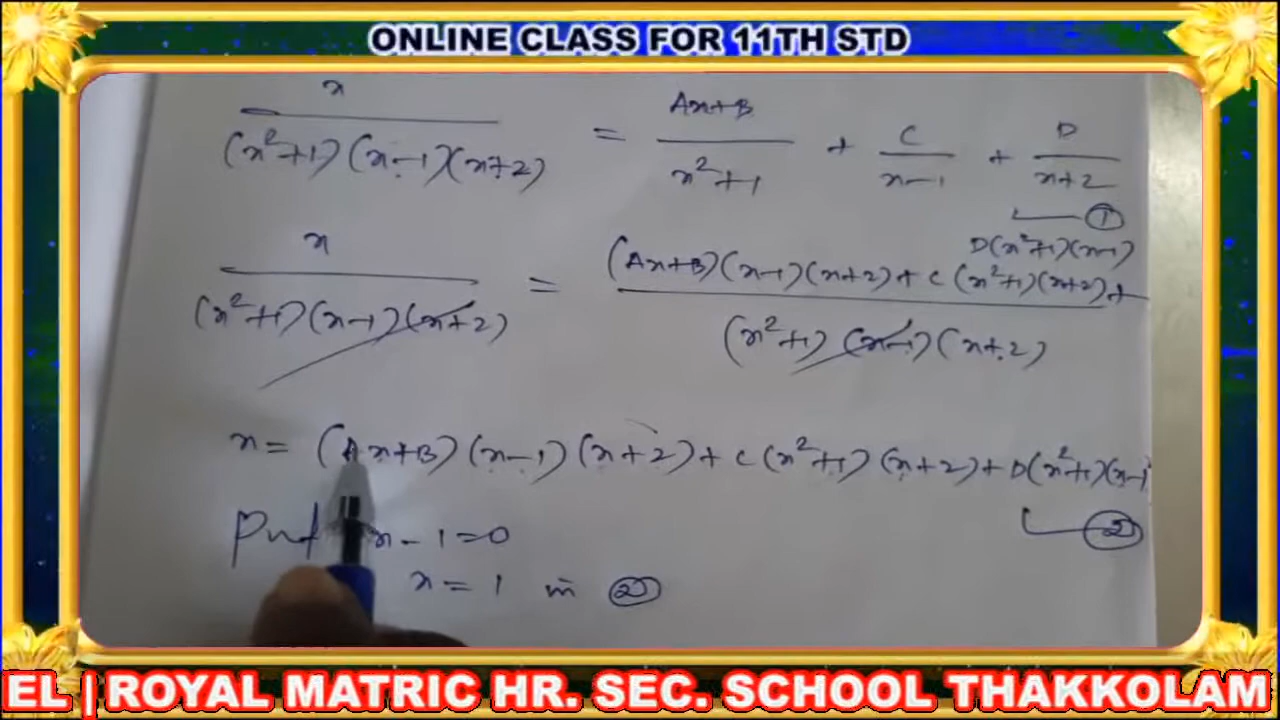 ONLINE CLASS FOR 11TH STD
x / (x²+1)(x-1)(x+2) = Ax+B / x²+1 + C / x-1 + D / x+2
①
x / (x²+1)(x-1)(x+2) = (Ax+B)(x-1)(x+2) + C (x²+1)(x+2) + D(x²+1)(x-1) / (x²+1) (x-1) (x+2)
x = (Ax+B) (x-1) (x+2) + C (x²+1) (x+2) + D(x²+1)(x-1
②
Put x-1=0
x = 1 in ②
EL | ROYAL MATRIC HR. SEC. SCHOOL THAKKOLAM